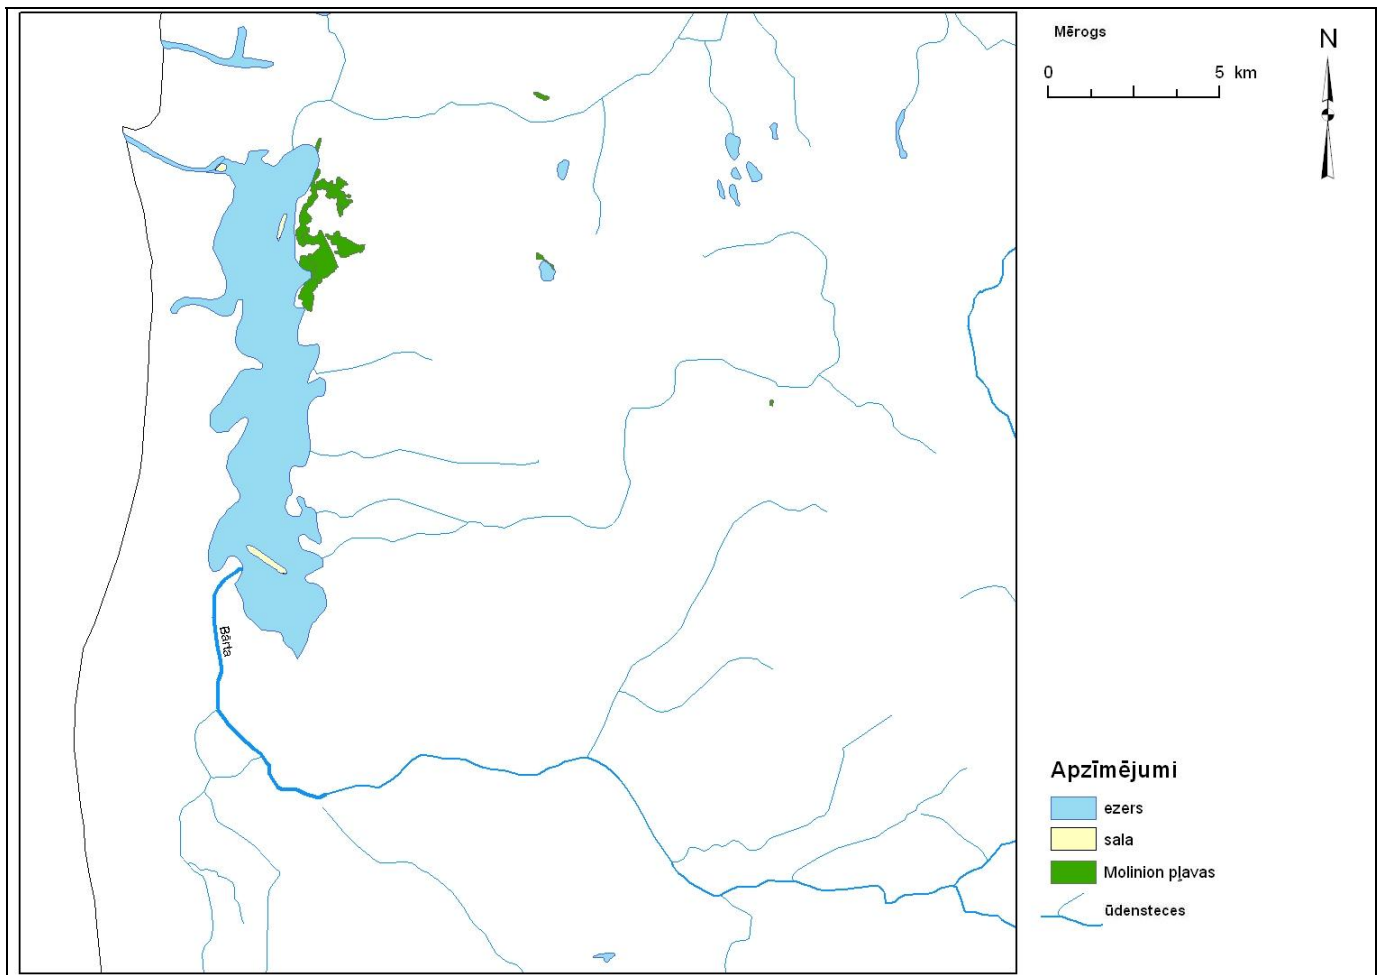 Mērogs
0 5 km
N
Bārta
Apzīmējumi
ezers
sala
Molinion pļavas
ūdensteces